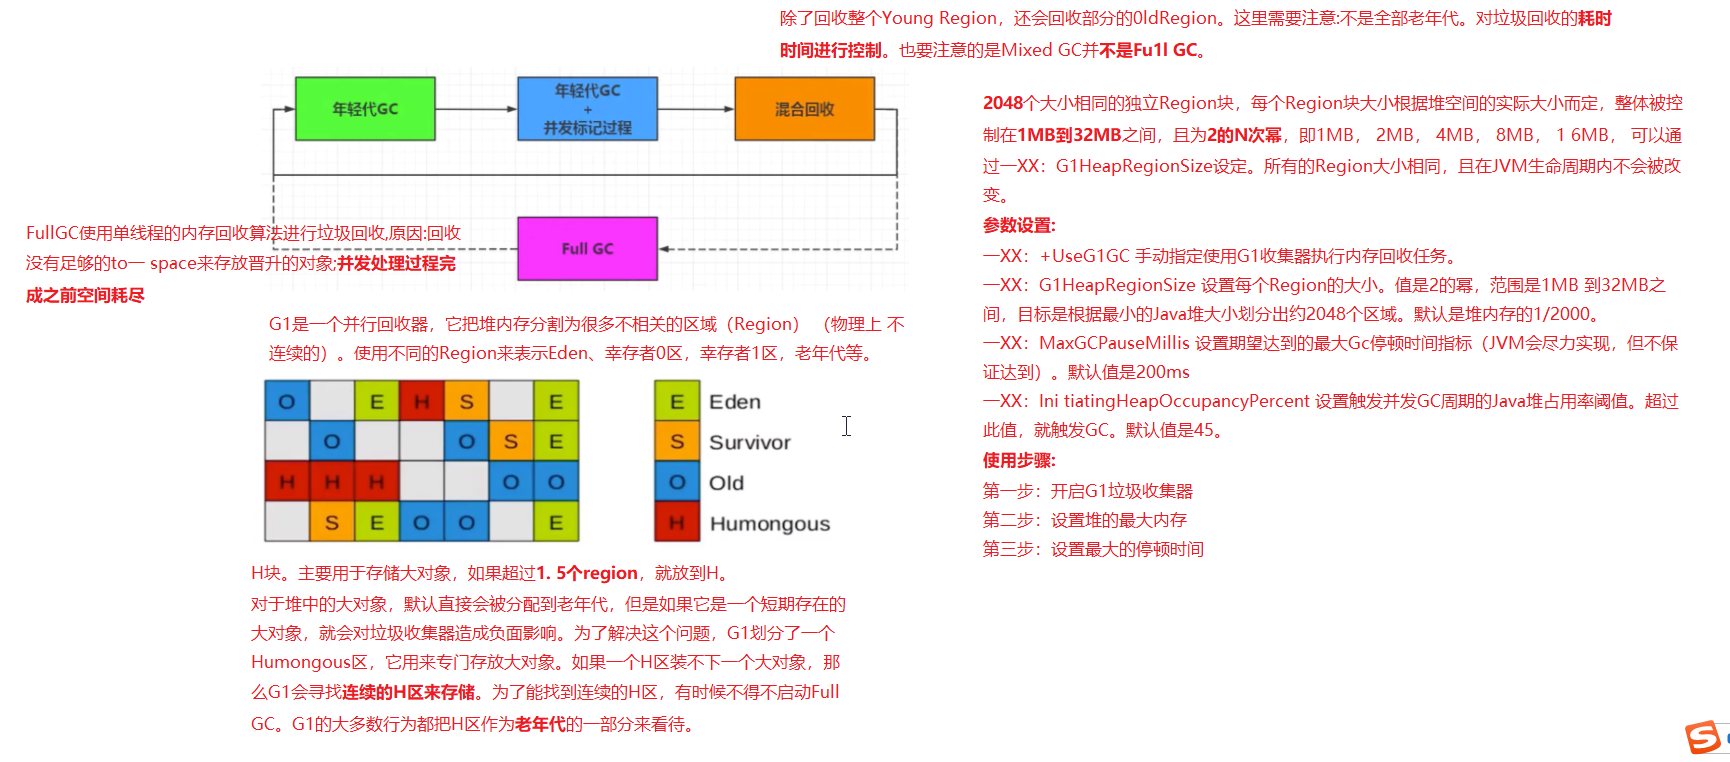 除了回收整个Young Region，还会回收部分的0ldRegion。这里需要注意:不是全部老年代。对垃圾回收的耗时
时间进行控制。也要注意的是Mixed GC并不是Fu1l GC。
年轻代GC
年轻代GC
+
并发标记过程
混合回收
Full GC
FullGC使用单线程的内存回收算法进行垃圾回收,原因:回收
没有足够的to一 space来存放晋升的对象;并发处理过程完
成之前空间耗尽
G1是一个并行回收器，它把堆内存分割为很多不相关的区域（Region） （物理上 不
连续的）。使用不同的Region来表示Eden、幸存者0区，幸存者1区，老年代等。
O E H S E
O O S E
H H H O O
S E O O E
E Eden
S Survivor
O Old
H Humongous
H块。主要用于存储大对象，如果超过1. 5个region，就放到H。
对于堆中的大对象，默认直接会被分配到老年代，但是如果它是一个短期存在的
大对象，就会对垃圾收集器造成负面影响。为了解决这个问题，G1划分了一个
Humongous区，它用来专门存放大对象。如果一个H区装不下一个大对象，那
么G1会寻找连续的H区来存储。为了能找到连续的H区，有时候不得不启动Full
GC。G1的大多数行为都把H区作为老年代的一部分来看待。
2048个大小相同的独立Region块，每个Region块大小根据堆空间的实际大小而定，整体被控
制在1MB到32MB之间，且为2的N次幂，即1MB， 2MB， 4MB， 8MB， 1 6MB， 可以通
过一XX：G1HeapRegionSize设定。所有的Region大小相同，且在JVM生命周期内不会被改
变。
参数设置:
一XX：+UseG1GC 手动指定使用G1收集器执行内存回收任务。
一XX：G1HeapRegionSize 设置每个Region的大小。值是2的幂，范围是1MB 到32MB之
间，目标是根据最小的Java堆大小划分出约2048个区域。默认是堆内存的1/2000。
一XX：MaxGCPauseMillis 设置期望达到的最大Gc停顿时间指标（JVM会尽力实现，但不保
证达到）。默认值是200ms
一XX：Ini tiatingHeapOccupancyPercent 设置触发并发GC周期的Java堆占用率阈值。超过
此值，就触发GC。默认值是45。
使用步骤:
第一步：开启G1垃圾收集器
第二步：设置堆的最大内存
第三步：设置最大的停顿时间
S